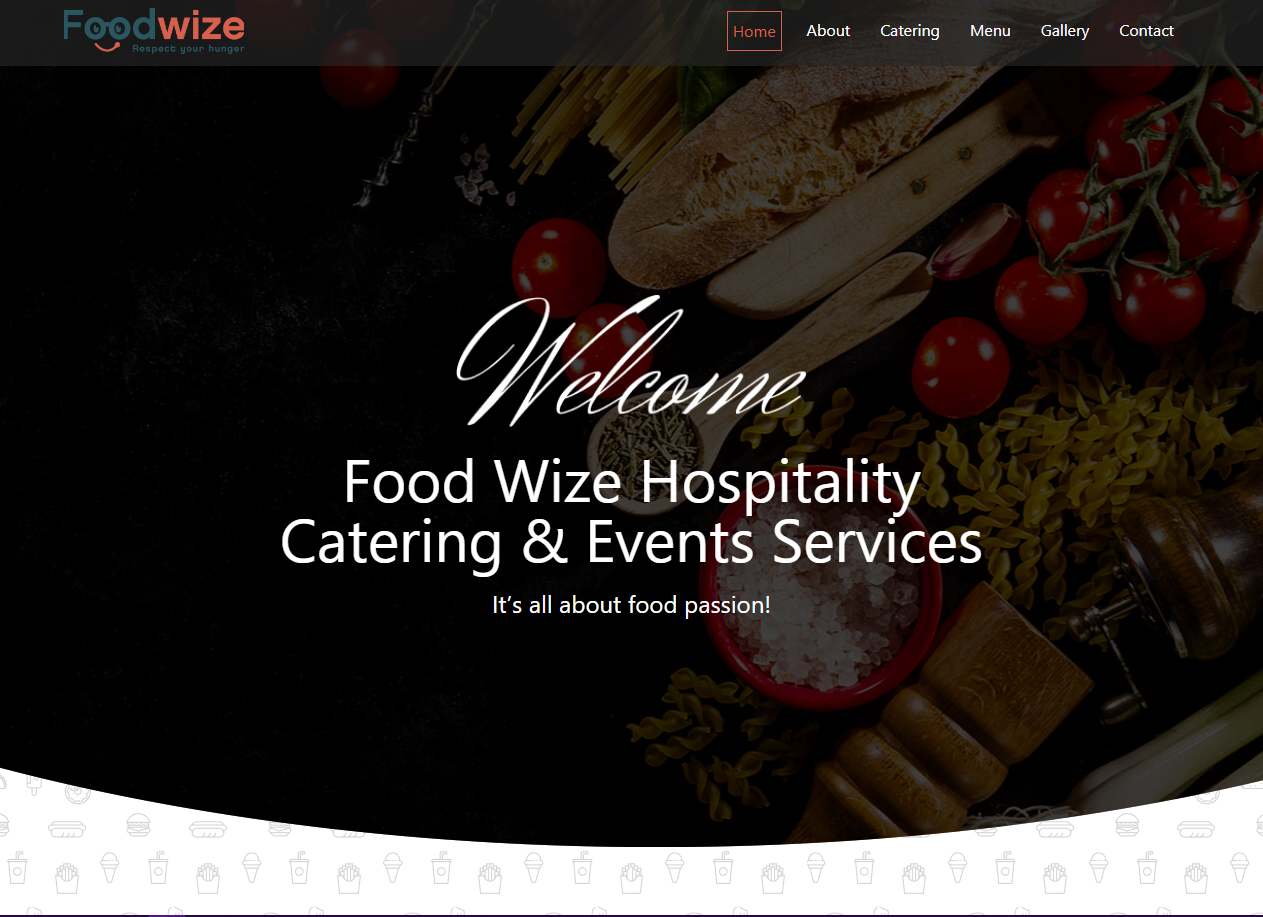 Foodwize
Respect your hunger
Home
About
Catering
Menu
Gallery
Contact
Welcome
Food Wize Hospitality
Catering & Events Services
It’s all about food passion!